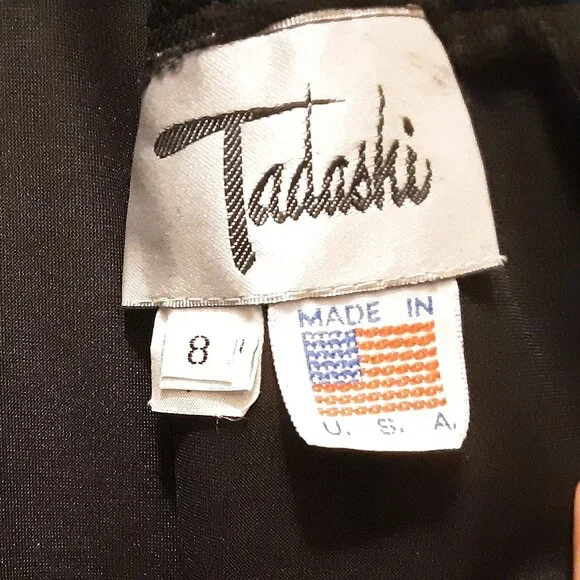 Tadashi
8
MADE IN
U. S. A.